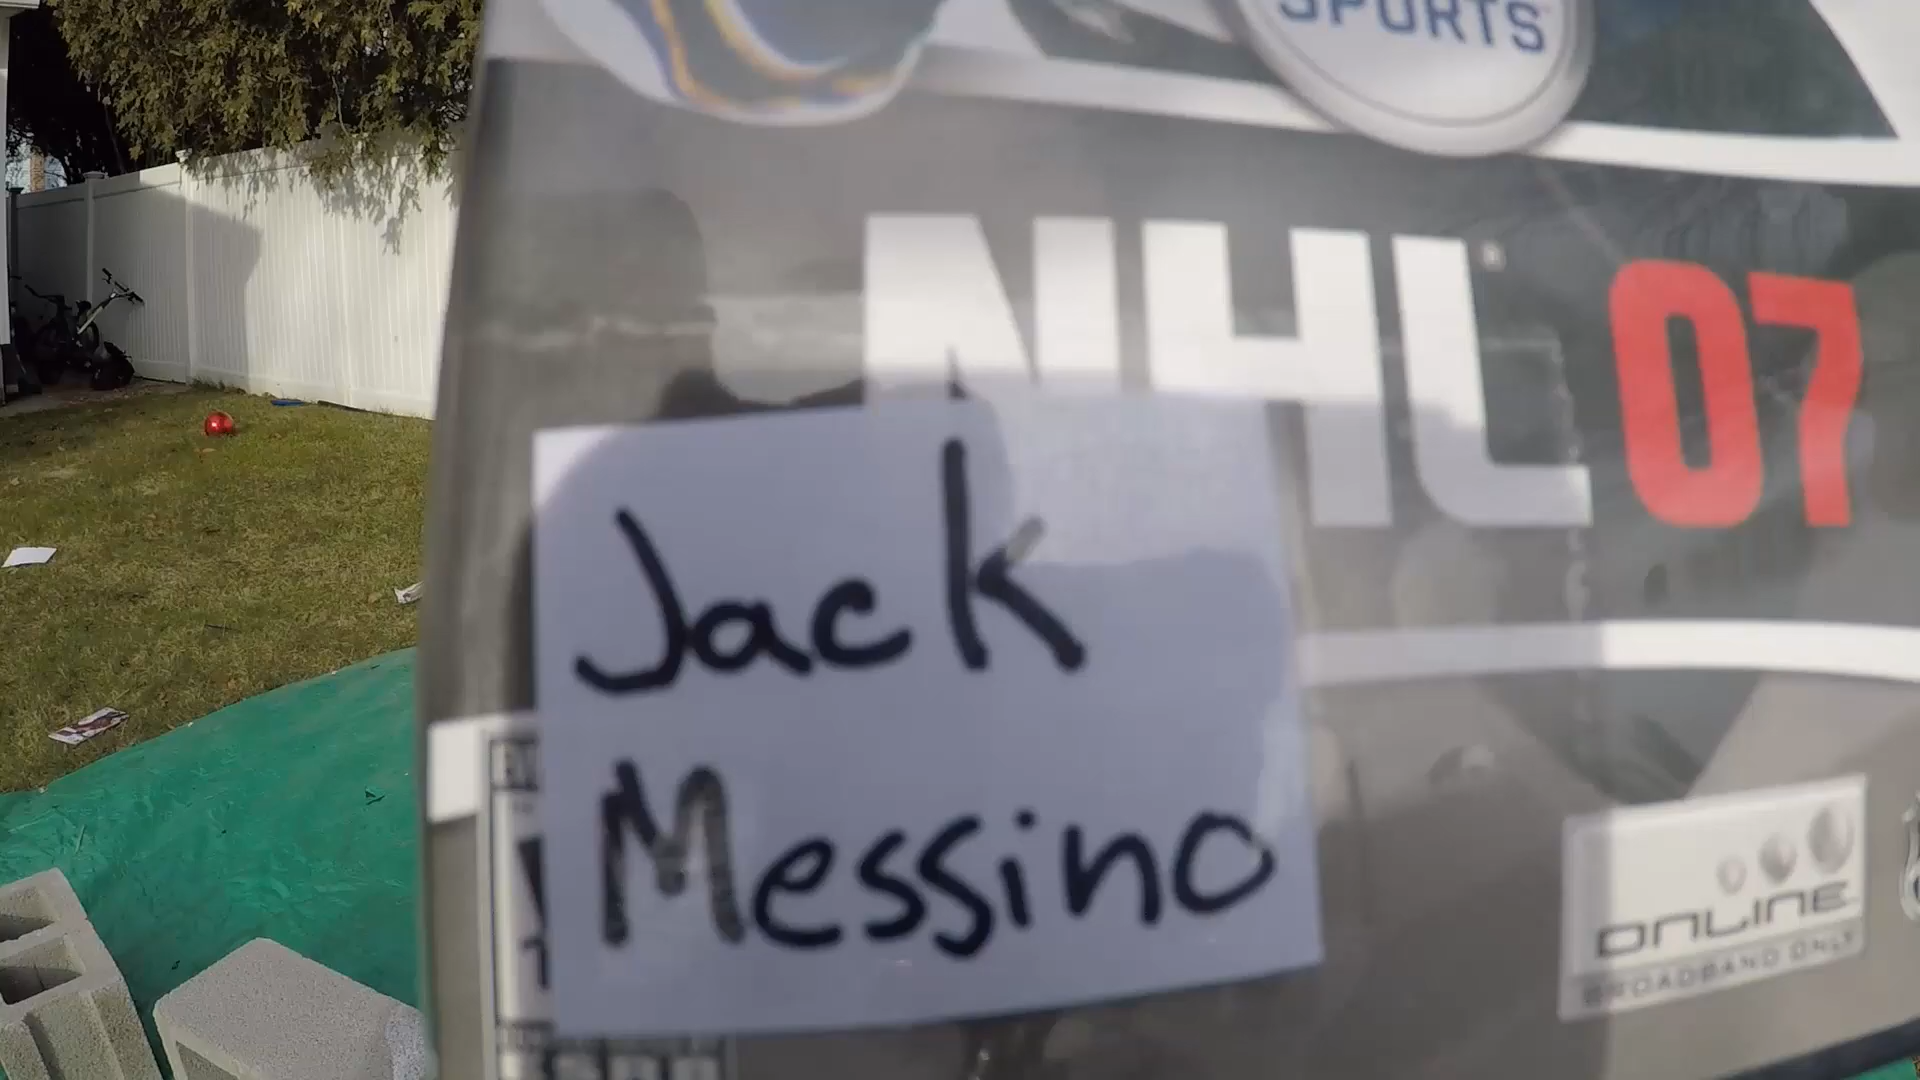 SPORTS
NHL 07
Jack
Messino
ONLINE
BROADBAND ONLY